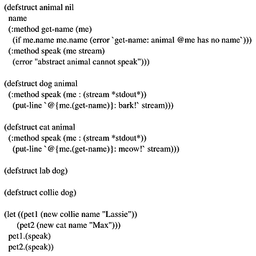 (defstruct animal nil
name
(:method get-name (me)
(if me.name me.name (error `get-name: animal @me has no name`)))
(:method speak (me stream)
(error "abstract animal cannot speak")))
(defstruct dog animal
(:method speak (me : (stream *stdout*))
(put-line `@{me.(get-name)}: bark!` stream)))
(defstruct cat animal
(:method speak (me : (stream *stdout*))
(put-line `@{me.(get-name)}: meow!` stream)))
(defstruct lab dog)
(defstruct collie dog)
(let ((pet1 (new collie name "Lassie"))
(pet2 (new cat name "Max")))
pet1.(speak)
pet2.(speak))